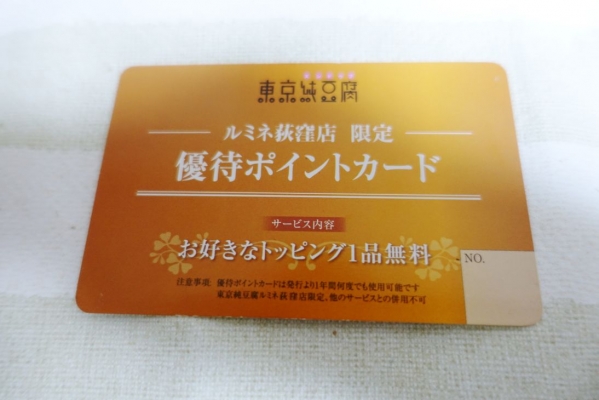 東京純豆腐
ルミネ荻窪店 限定
優待ポイントカード
サービス内容
お好きなトッピング1品無料
NO.
注意事項 優待ポイントカードは発行より1年間何度でも使用可能です
東京純豆腐ルミネ荻窪店限定。他のサービスとの併用不可